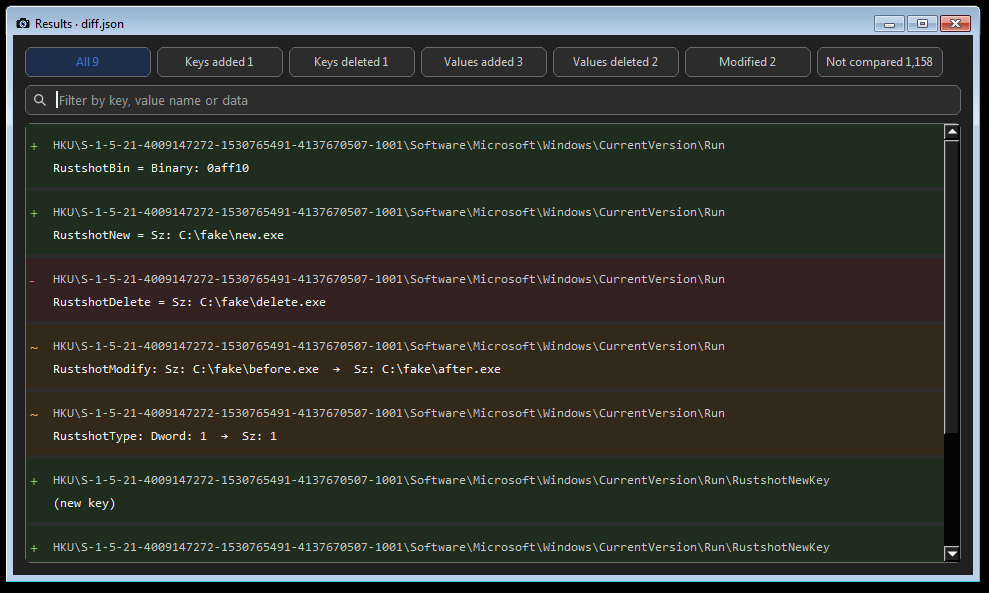 Results · diff.json
All 9
Keys added 1
Keys deleted 1
Values added 3
Values deleted 2
Modified 2
Not compared 1,158
Filter by key, value name or data
+ HKU\S-1-5-21-4009147272-1530765491-4137670507-1001\Software\Microsoft\Windows\CurrentVersion\Run
RustshotBin = Binary: 0aff10
+ HKU\S-1-5-21-4009147272-1530765491-4137670507-1001\Software\Microsoft\Windows\CurrentVersion\Run
RustshotNew = Sz: C:\fake\new.exe
- HKU\S-1-5-21-4009147272-1530765491-4137670507-1001\Software\Microsoft\Windows\CurrentVersion\Run
RustshotDelete = Sz: C:\fake\delete.exe
~ HKU\S-1-5-21-4009147272-1530765491-4137670507-1001\Software\Microsoft\Windows\CurrentVersion\Run
RustshotModify: Sz: C:\fake\before.exe → Sz: C:\fake\after.exe
~ HKU\S-1-5-21-4009147272-1530765491-4137670507-1001\Software\Microsoft\Windows\CurrentVersion\Run
RustshotType: Dword: 1 → Sz: 1
+ HKU\S-1-5-21-4009147272-1530765491-4137670507-1001\Software\Microsoft\Windows\CurrentVersion\Run\RustshotNewKey
(new key)
+ HKU\S-1-5-21-4009147272-1530765491-4137670507-1001\Software\Microsoft\Windows\CurrentVersion\Run\RustshotNewKey